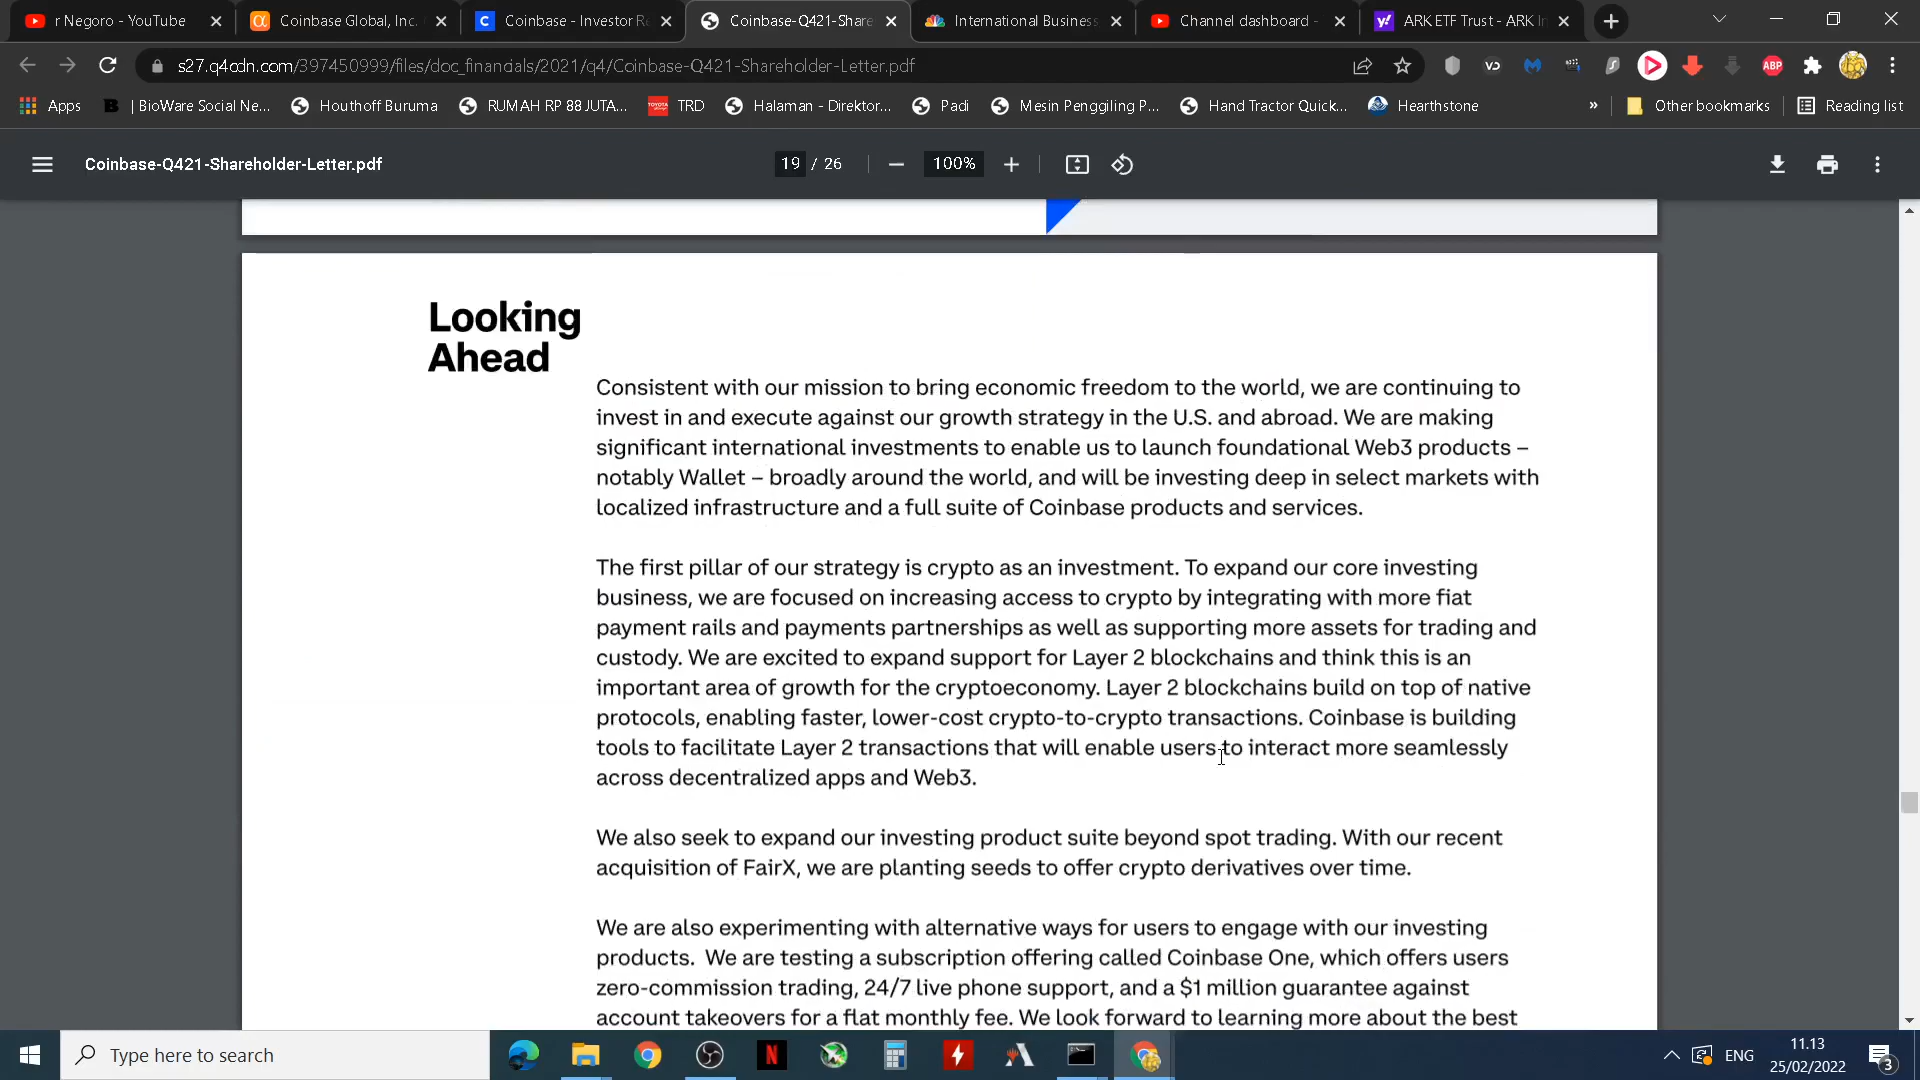 r Negoro - YouTube
Coinbase Global, Inc.
Coinbase - Investor Re
Coinbase-Q421-Share
International Business
Channel dashboard -
ARK ETF Trust - ARK In
s27.q4cdn.com/397450999/files/doc_financials/2021/q4/Coinbase-Q421-Shareholder-Letter.pdf
VD
ABP
Apps
B | BioWare Social Ne...
Houthoff Buruma
RUMAH RP 88 JUTA...
TRD
Halaman - Direktor...
Padi
Mesin Penggiling P...
Hand Tractor Quick...
Hearthstone
»
Other bookmarks
Reading list
Coinbase-Q421-Shareholder-Letter.pdf
19 / 26
100%
Looking
Ahead
Consistent with our mission to bring economic freedom to the world, we are continuing to
invest in and execute against our growth strategy in the U.S. and abroad. We are making
significant international investments to enable us to launch foundational Web3 products –
notably Wallet – broadly around the world, and will be investing deep in select markets with
localized infrastructure and a full suite of Coinbase products and services.
The first pillar of our strategy is crypto as an investment. To expand our core investing
business, we are focused on increasing access to crypto by integrating with more fiat
payment rails and payments partnerships as well as supporting more assets for trading and
custody. We are excited to expand support for Layer 2 blockchains and think this is an
important area of growth for the cryptoeconomy. Layer 2 blockchains build on top of native
protocols, enabling faster, lower-cost crypto-to-crypto transactions. Coinbase is building
tools to facilitate Layer 2 transactions that will enable users to interact more seamlessly
across decentralized apps and Web3.
We also seek to expand our investing product suite beyond spot trading. With our recent
acquisition of FairX, we are planting seeds to offer crypto derivatives over time.
We are also experimenting with alternative ways for users to engage with our investing
products.  We are testing a subscription offering called Coinbase One, which offers users
zero-commission trading, 24/7 live phone support, and a $1 million guarantee against
account takeovers for a flat monthly fee. We look forward to learning more about the best
Type here to search
N
ENG
11.13
25/02/2022
3